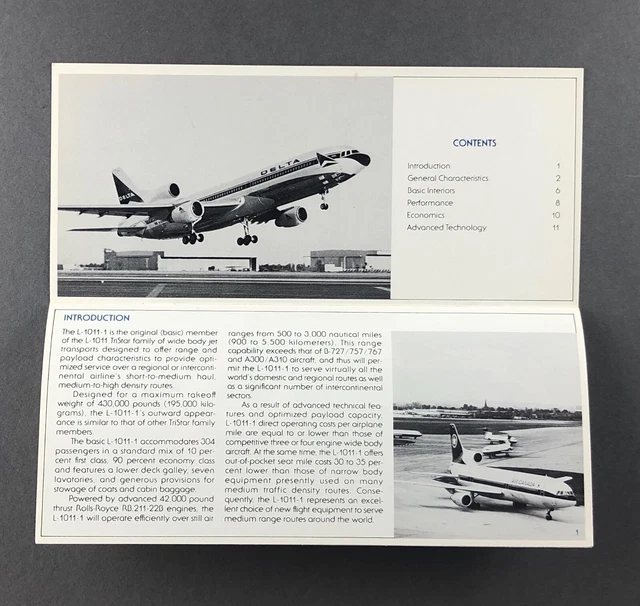 DELTA
DELTA
CONTENTS
Introduction 1
General Characteristics 2
Basic Interiors 6
Performance 8
Economics 10
Advanced Technology 11
INTRODUCTION
The L-1011-1 is the original (basic) member
of the L-1011 TriStar family of wide body jet
transports designed to offer range and
payload characteristics to provide opti-
mized service over a regional or intercont-
inental airline's short-to-medium haul,
medium-to-high density routes.
Designed for a maximum takeoff
weight of 430,000 pounds (195,000 kilo-
grams), the L-1011-1's outward appear-
ance is similar to that of other TriStar family
members.
The basic L-1011-1 accommodates 304
passengers in a standard mix of 10 per-
cent first class, 90 percent economy class
and features a lower deck galley, seven
lavatories, and generous provisions for
stowage of coats and cabin baggage.
Powered by advanced 42,000 pound
thrust Rolls-Royce RB.211-22B engines, the
L-1011-1 will operate efficiently over still air
ranges from 500 to 3,000 nautical miles
(900 to 5,500 kilometers). This range
capability exceeds that of B-727/757/767
and A300/A310 aircraft, and thus will per-
mit the L-1011-1 to serve virtually all the
world's domestic and regional routes as well
as a significant number of intercontinental
sectors.
As a result of advanced technical fea-
tures and optimized payload capacity,
L-1011-1 direct operating costs per airplane
mile are equal to or lower than those of
competitive three or four engine wide body
aircraft. At the same time, the L-1011-1 offers
out-of-pocket seat mile costs 30 to 35 per-
cent lower than those of narrow body
equipment presently used on many
medium traffic density routes. Conse-
quently, the L-1011-1 represents an excel-
lent choice of new flight equipment to serve
medium range routes around the world.
AIR CANADA
1